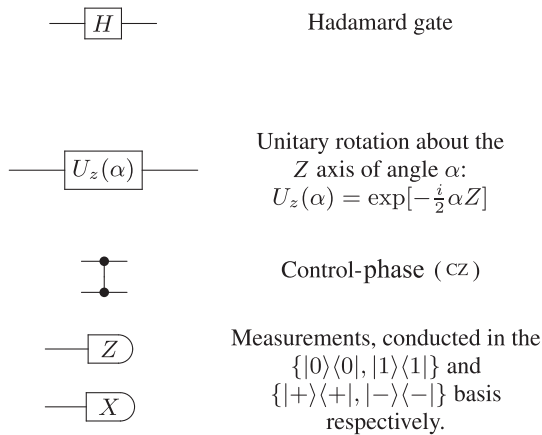 H Hadamard gate
Unitary rotation about the
U_z(α) Z axis of angle α:
U_z(α) = exp[−\frac{i}{2}αZ]
Control-phase (CZ)
Z Measurements, conducted in the
{|0⟩⟨0|, |1⟩⟨1|} and
X {|+⟩⟨+|, |−⟩⟨−|} basis
respectively.